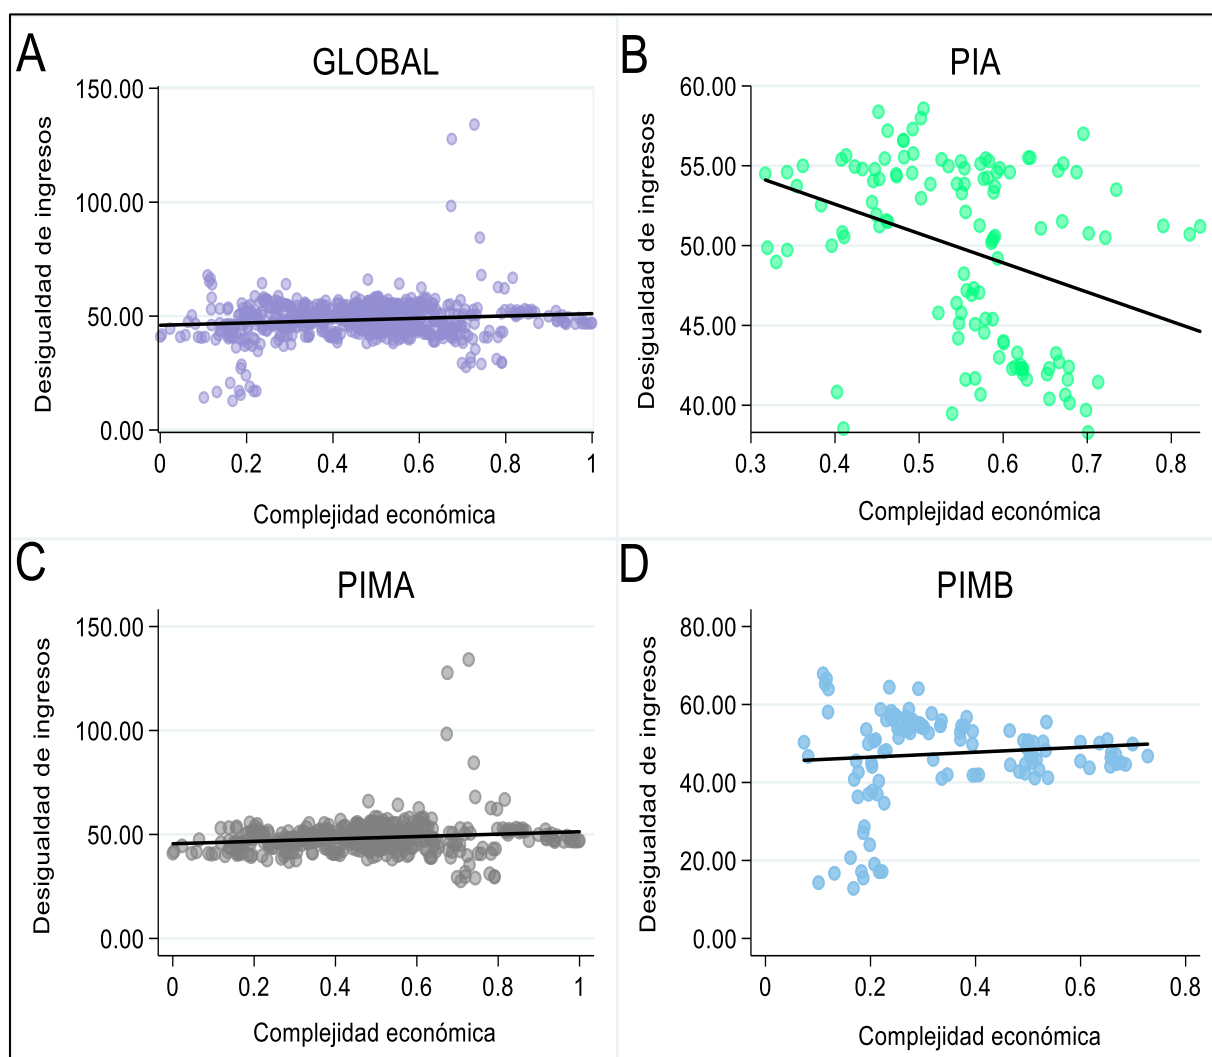 A
GLOBAL
Desigualdad de ingresos
150.00
100.00
50.00
0.00
0 0.2 0.4 0.6 0.8 1
Complejidad económica
B
PIA
Desigualdad de ingresos
60.00
55.00
50.00
45.00
40.00
0.3 0.4 0.5 0.6 0.7 0.8
Complejidad económica
C
PIMA
Desigualdad de ingresos
150.00
100.00
50.00
0.00
0 0.2 0.4 0.6 0.8 1
Complejidad económica
D
PIMB
Desigualdad de ingresos
80.00
60.00
40.00
20.00
0.00
0 0.2 0.4 0.6 0.8
Complejidad económica